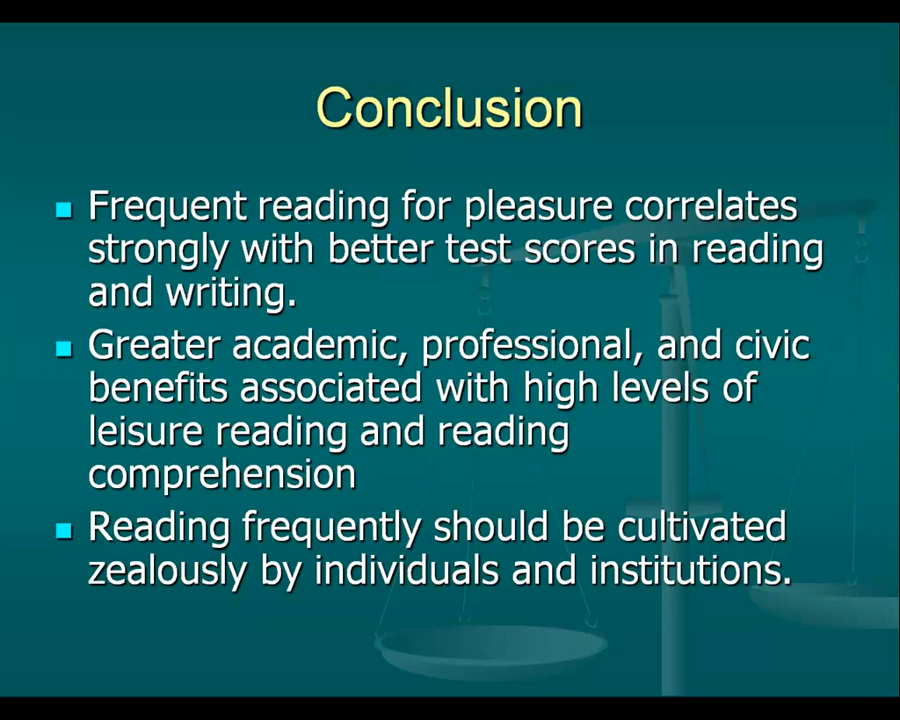 Conclusion
Frequent reading for pleasure correlates
strongly with better test scores in reading
and writing.
Greater academic, professional, and civic
benefits associated with high levels of
leisure reading and reading
comprehension
Reading frequently should be cultivated
zealously by individuals and institutions.